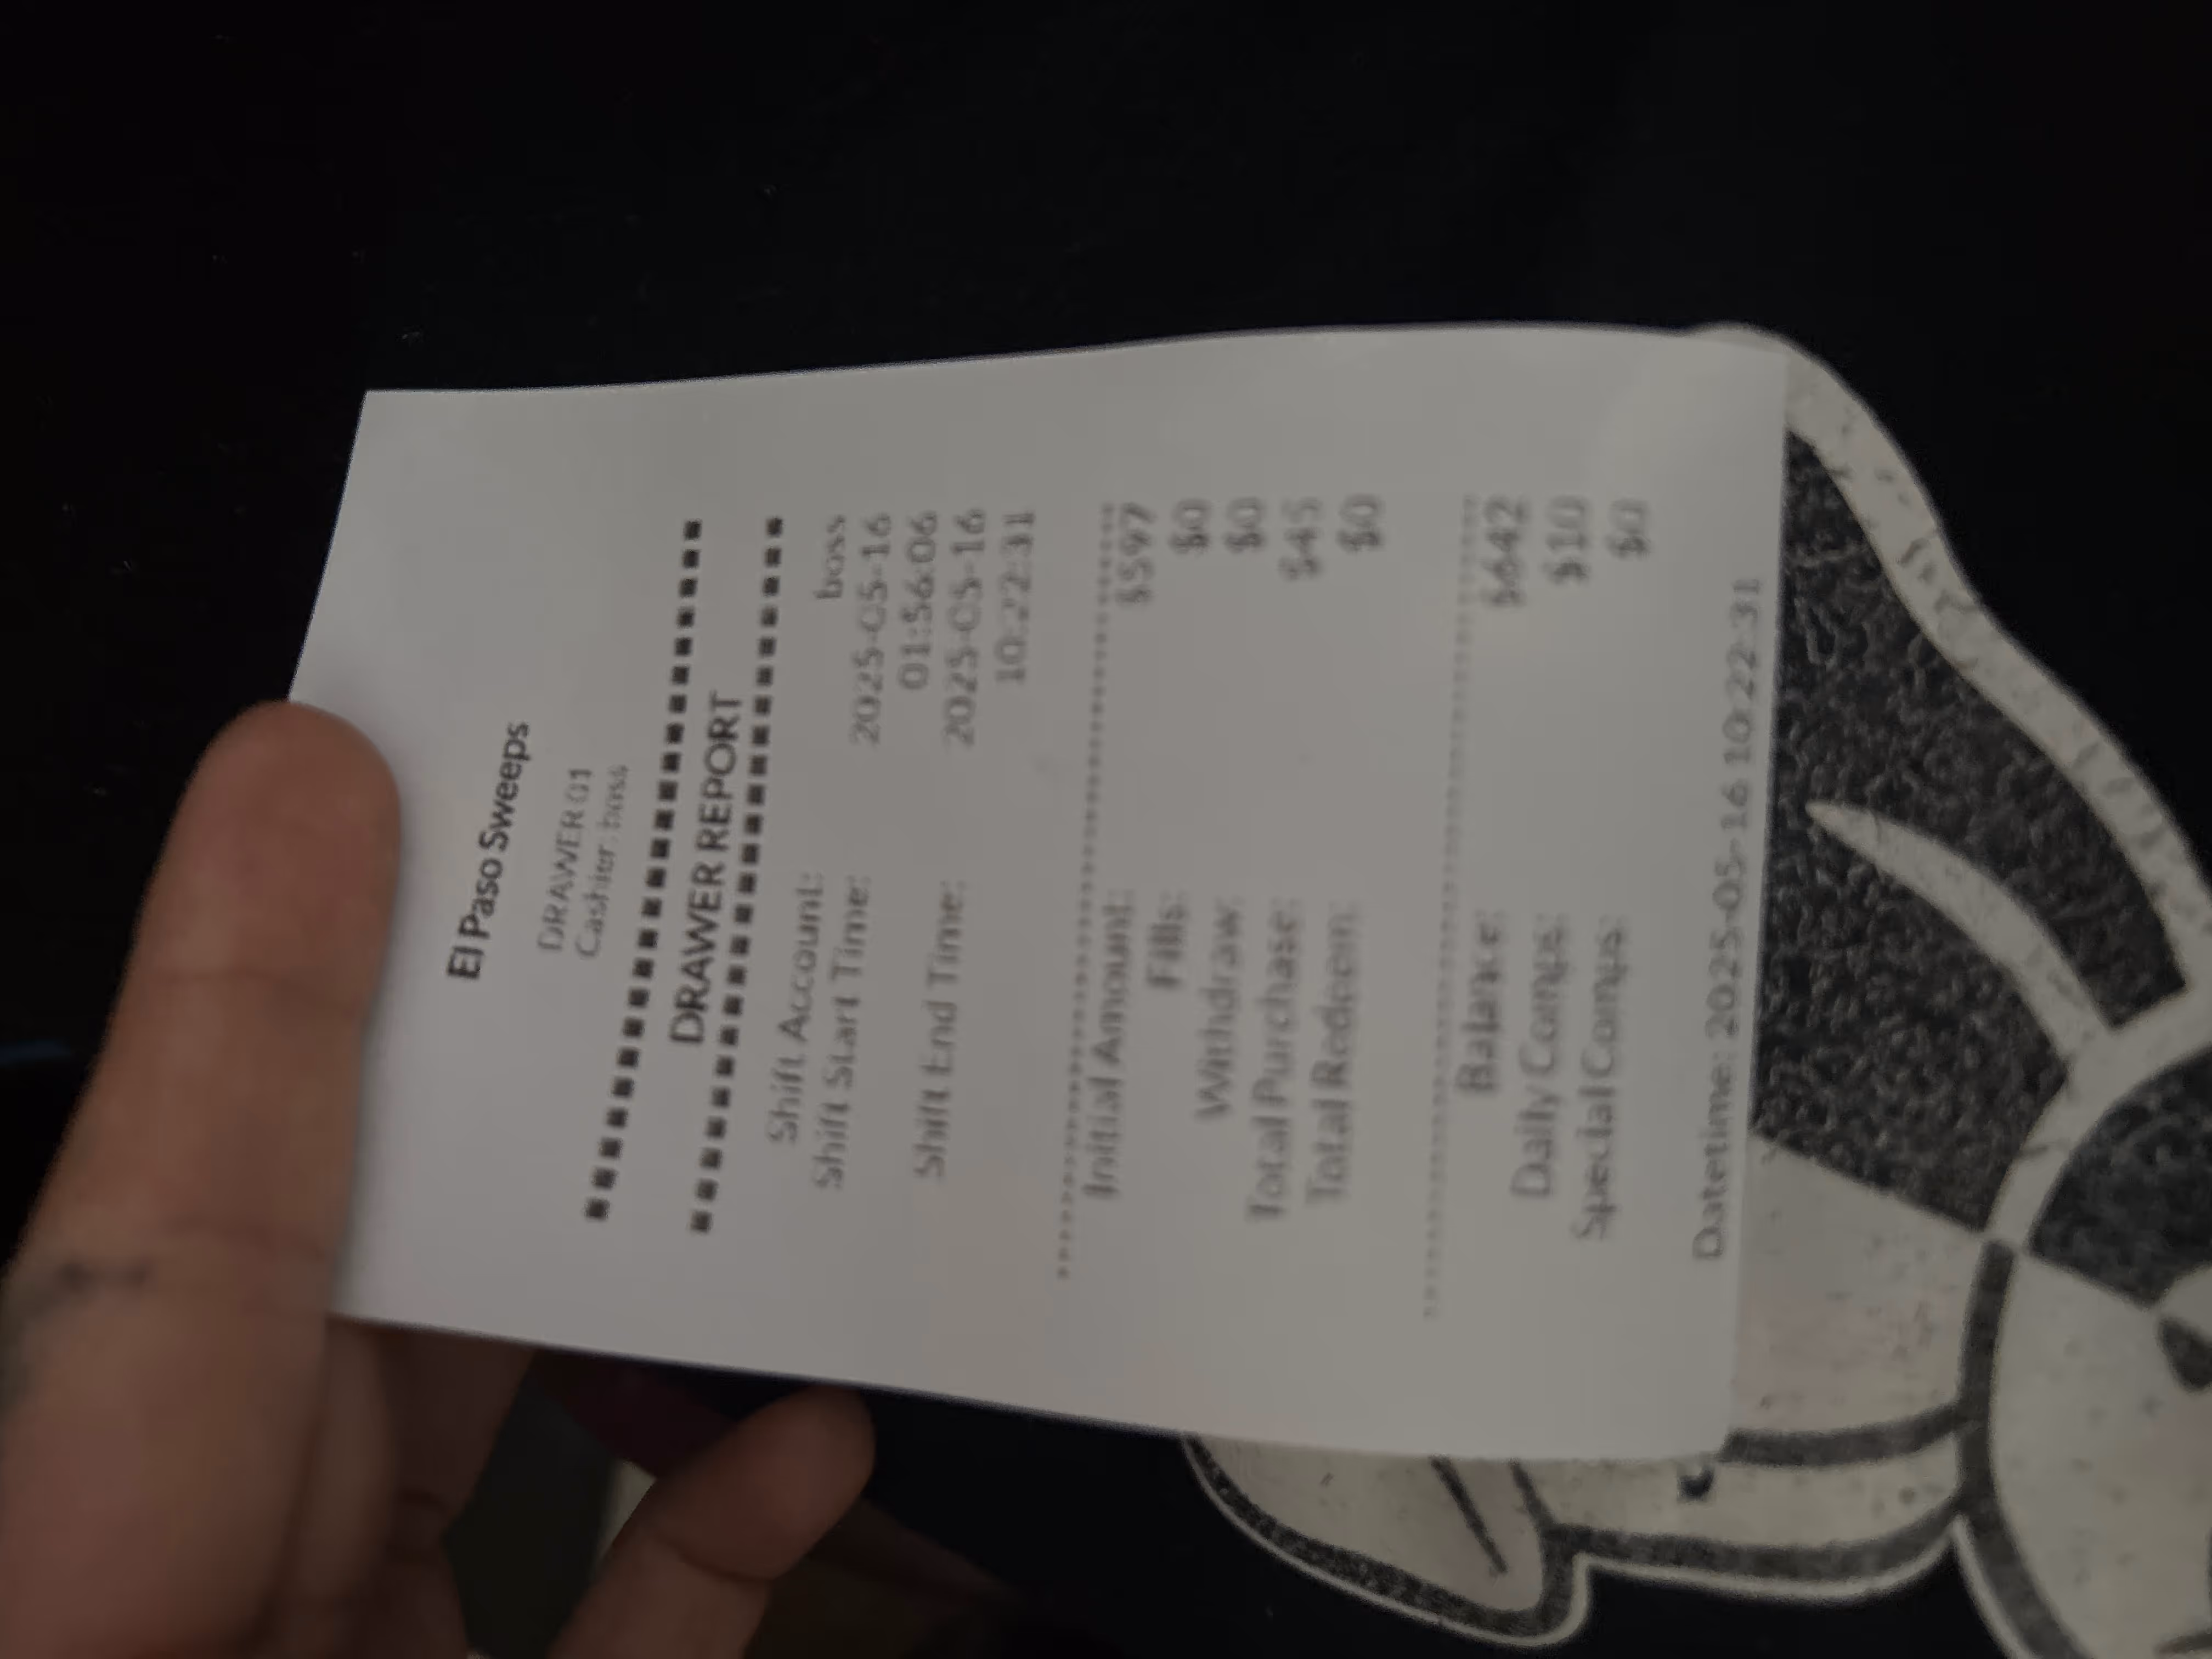 El Paso Sweeps
DRAWER 01
Cashier: boss
DRAWER REPORT
Shift Account: boss
Shift Start Time: 2025-05-16
01:56:06
Shift End Time: 2025-05-16
10:22:31
Initial Amount: $597
Fills: $0
Withdraw: $0
Total Purchase: $45
Total Redeem: $0
Balance: $642
Daily Comps: $10
Special Comps: $0
Datetime: 2025-05-16 10:22:31